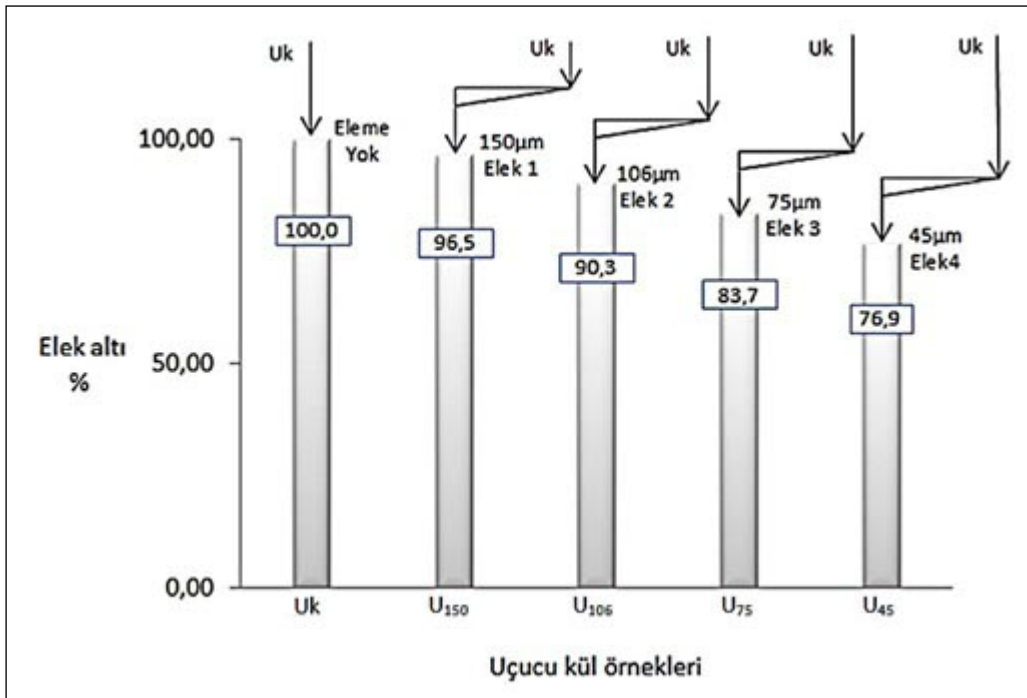 Uk
Uk
Uk
Uk
Uk
Eleme
Yok
150µm
Elek 1
106µm
Elek 2
75µm
Elek 3
45µm
Elek4
100,00
50,00
0,00
Elek altı
%
100,0
96,5
90,3
83,7
76,9
Uk
U₁₅₀
U₁₀₆
U₇₅
U₄₅
Uçucu kül örnekleri